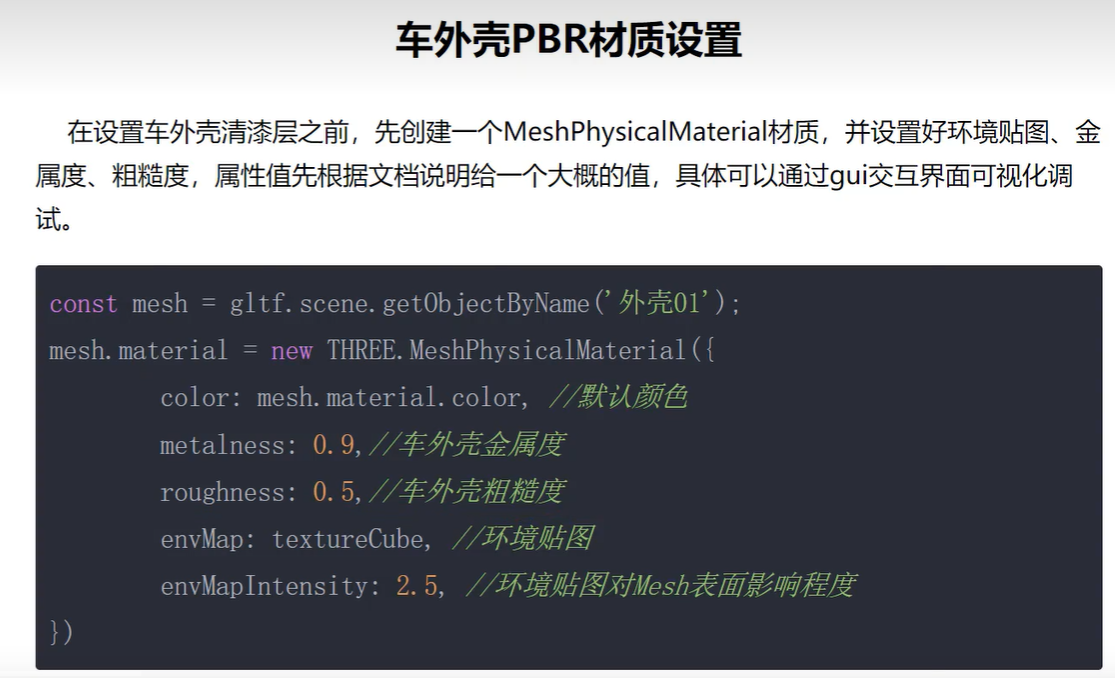 车外壳PBR材质设置
在设置车外壳清漆层之前，先创建一个MeshPhysicalMaterial材质，并设置好环境贴图、金
属度、粗糙度，属性值先根据文档说明给一个大概的值，具体可以通过gui交互界面可视化调
试。
const mesh = gltf.scene.getObjectByName('外壳01');
mesh.material = new THREE.MeshPhysicalMaterial({
        color: mesh.material.color, //默认颜色
        metalness: 0.9,//车外壳金属度
        roughness: 0.5,//车外壳粗糙度
        envMap: textureCube, //环境贴图
        envMapIntensity: 2.5, //环境贴图对Mesh表面影响程度
})